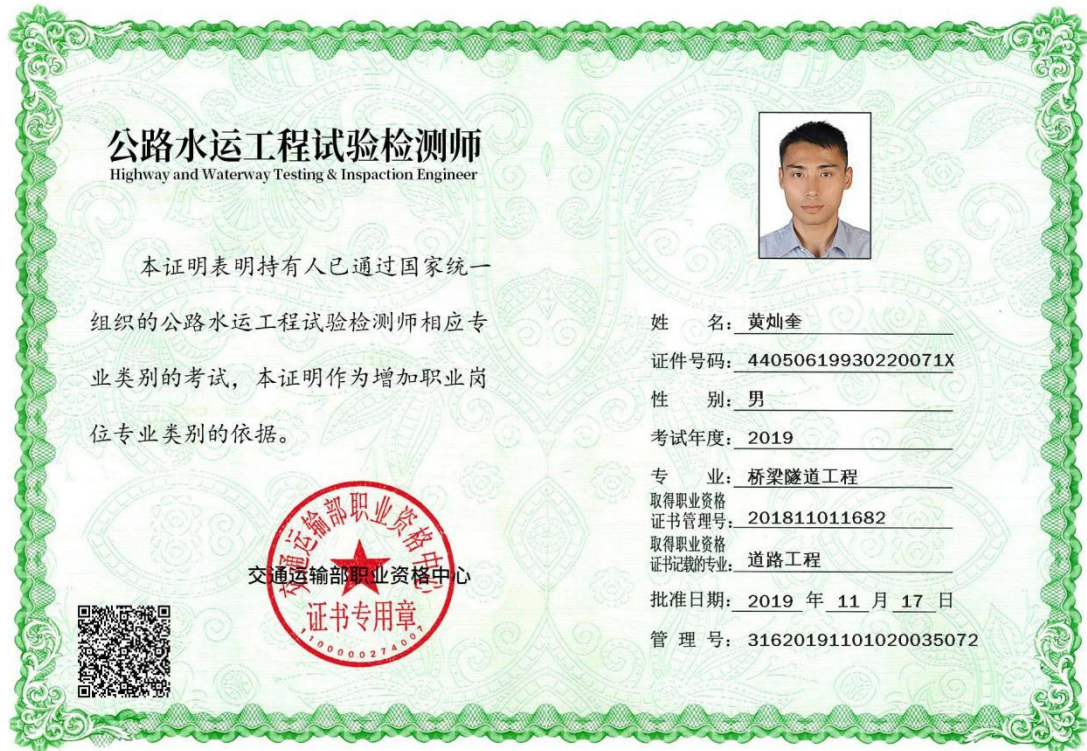 公路水运工程试验检测师
Highway and Waterway Testing & Inspaction Engineer
本证明表明持有人已通过国家统一
组织的公路水运工程试验检测师相应专
业类别的考试，本证明作为增加职业岗
位专业类别的依据。
交通运输部职业资格中心
交通运输部职业资格中心
证书专用章
1100000274007
姓 名：黄灿奎
证件号码：44050619930220071X
性 别：男
考试年度：2019
专 业：桥梁隧道工程
取得职业资格
证书管理号：201811011682
取得职业资格
证书记载的专业：道路工程
批准日期：2019 年 11 月 17 日
管 理 号：31620191101020035072